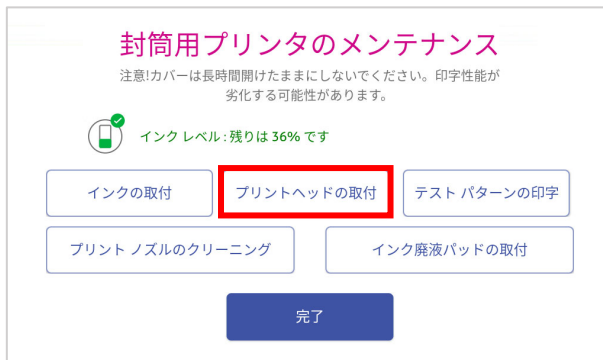 封筒用プリンタのメンテナンス
注意!カバーは長時間開けたままにしないでください。印字性能が
劣化する可能性があります。
インク レベル : 残りは 36% です
インクの取付
プリントヘッドの取付
テスト パターンの印字
プリント ノズルのクリーニング
インク廃液パッドの取付
完了